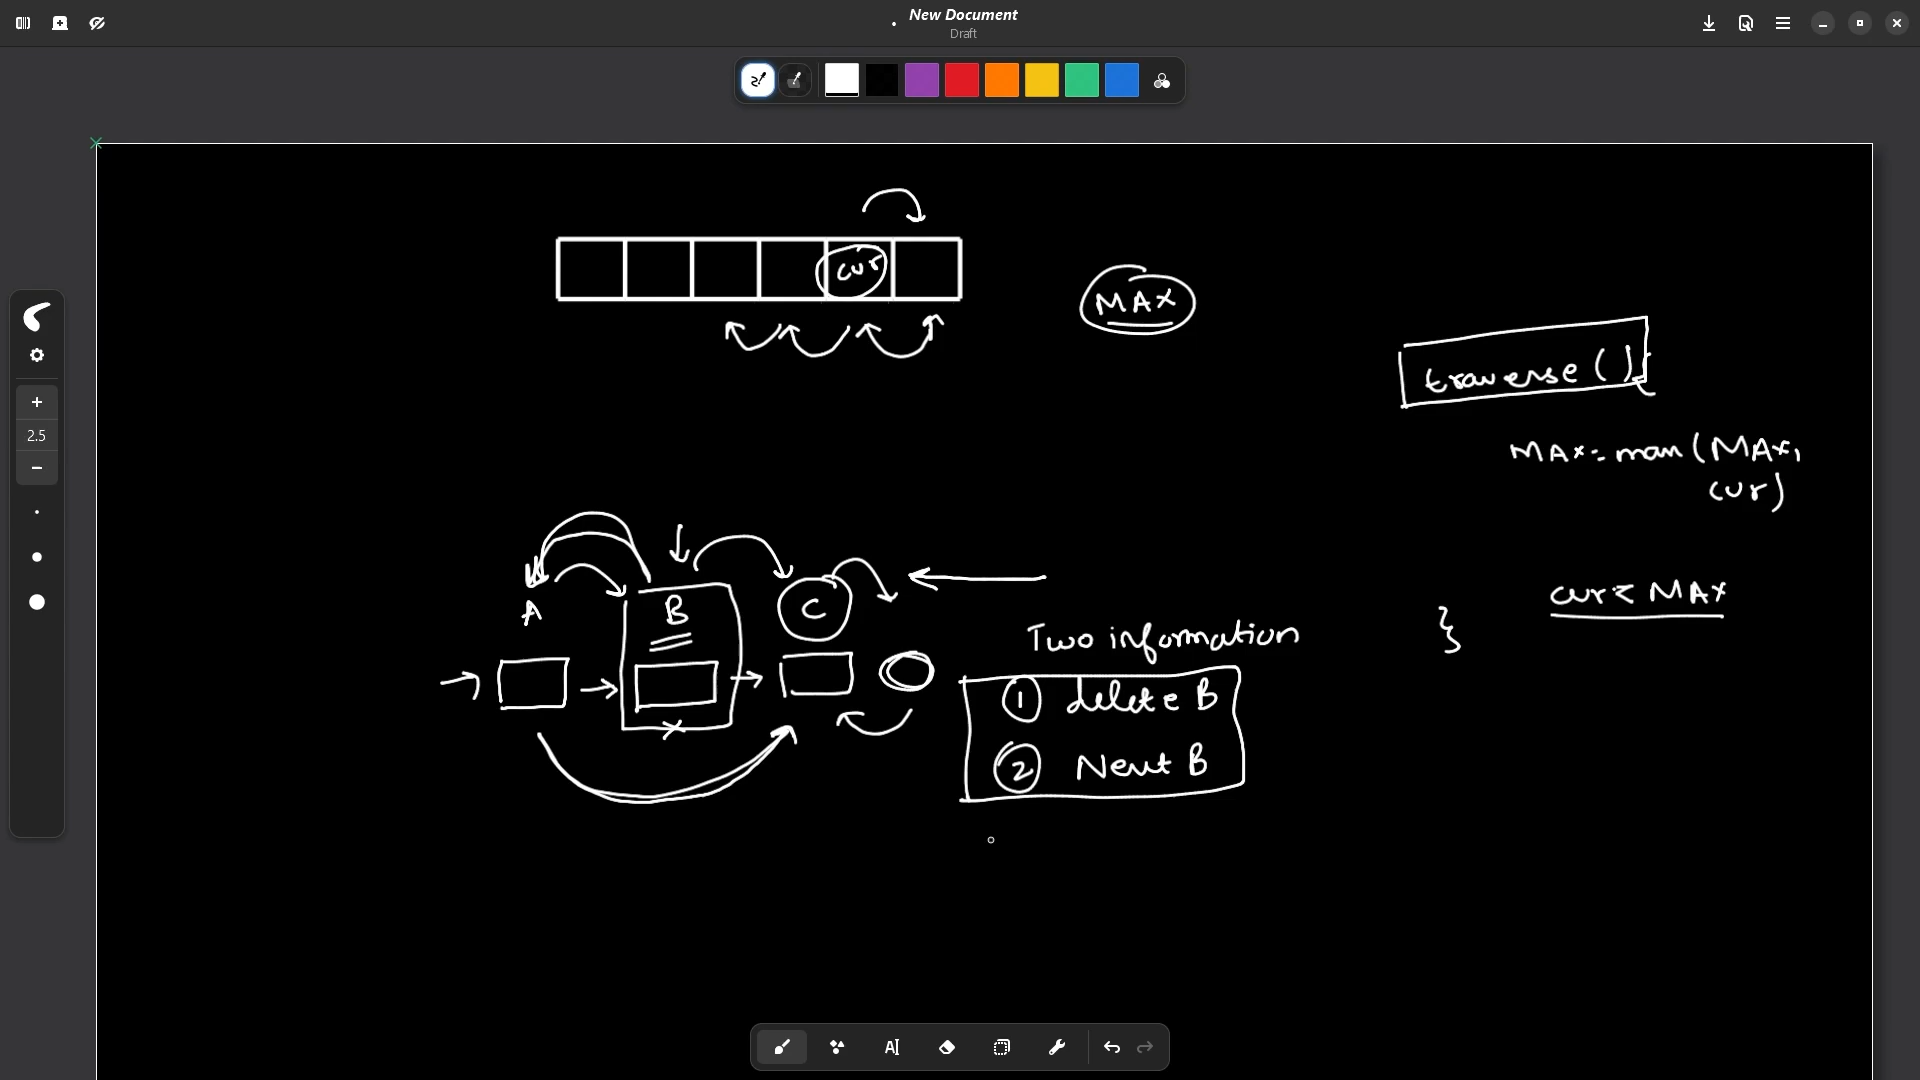 New Document
Draft
2.5
cur
MAX
traverse () {
MAX = max (MAX,
cur)
A
B
C
cur < MAX
}
Two information
1 delete B
2 Next B
AI